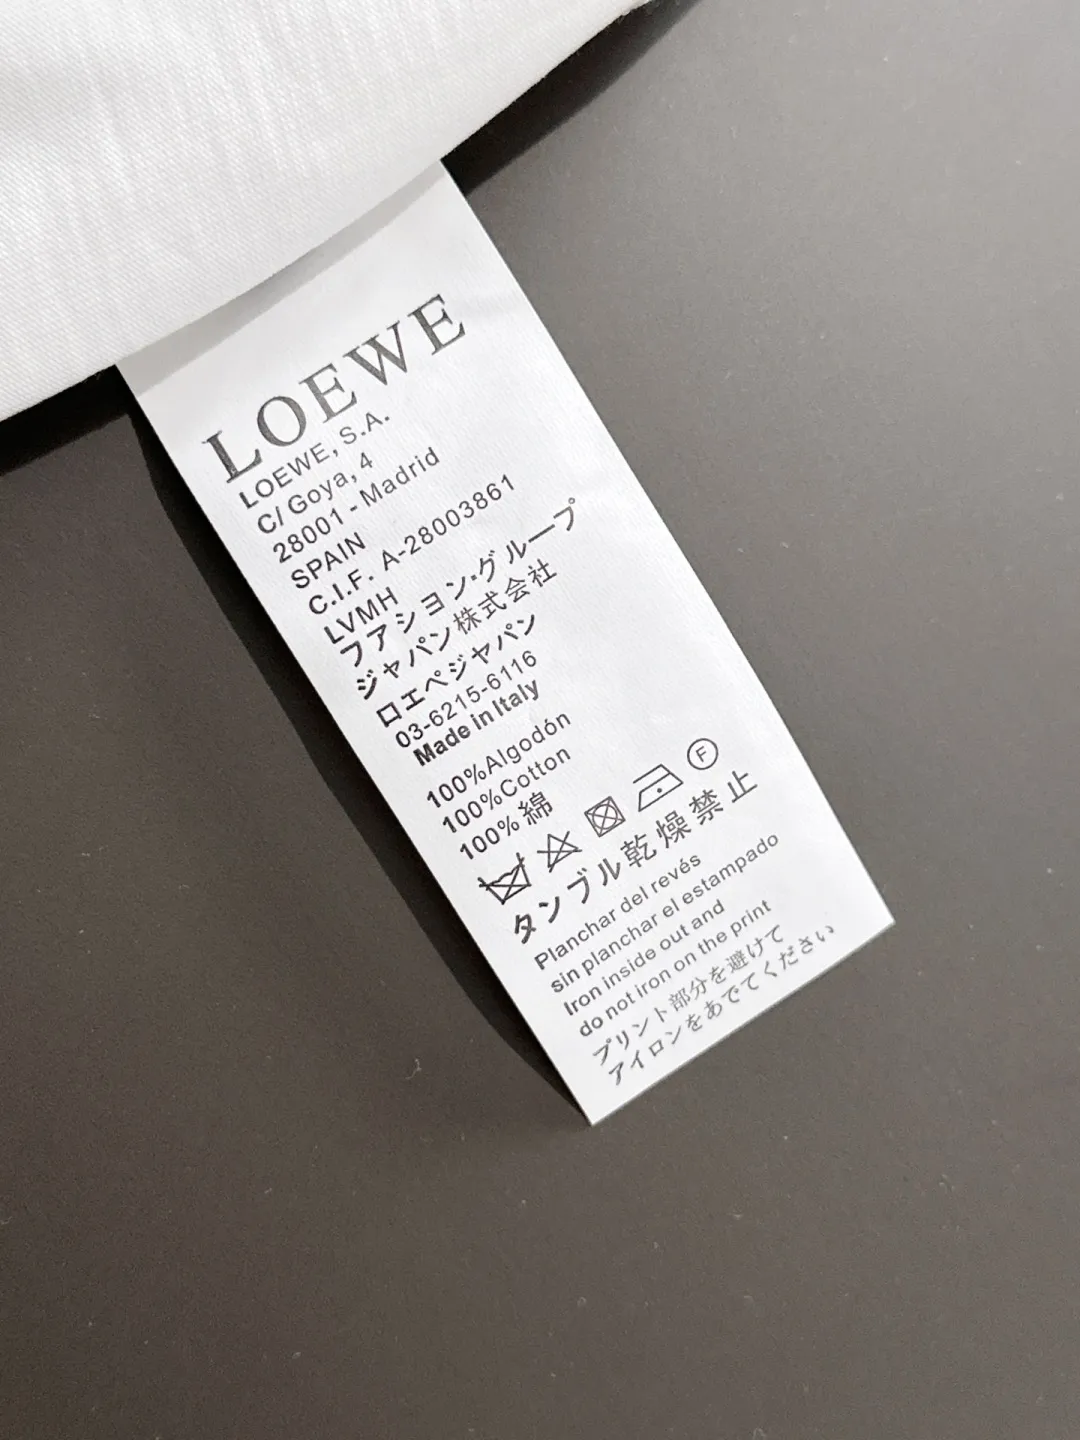 LOEWE
LOEWE, S.A.
C/ Goya, 4
28001 - Madrid
SPAIN
C.I.F. A-28003861
LVMH
フアション・グループ
ジャパン株式会社
ロエペジャパン
03-6215-6116
Made in Italy
100%Algodón
100%Cotton
100%綿
F
タンブル乾燥禁止
Planchar del revés
sin planchar el estampado
Iron inside out and
do not iron on the print
プリント部分を避けて
アイロンをあでてください